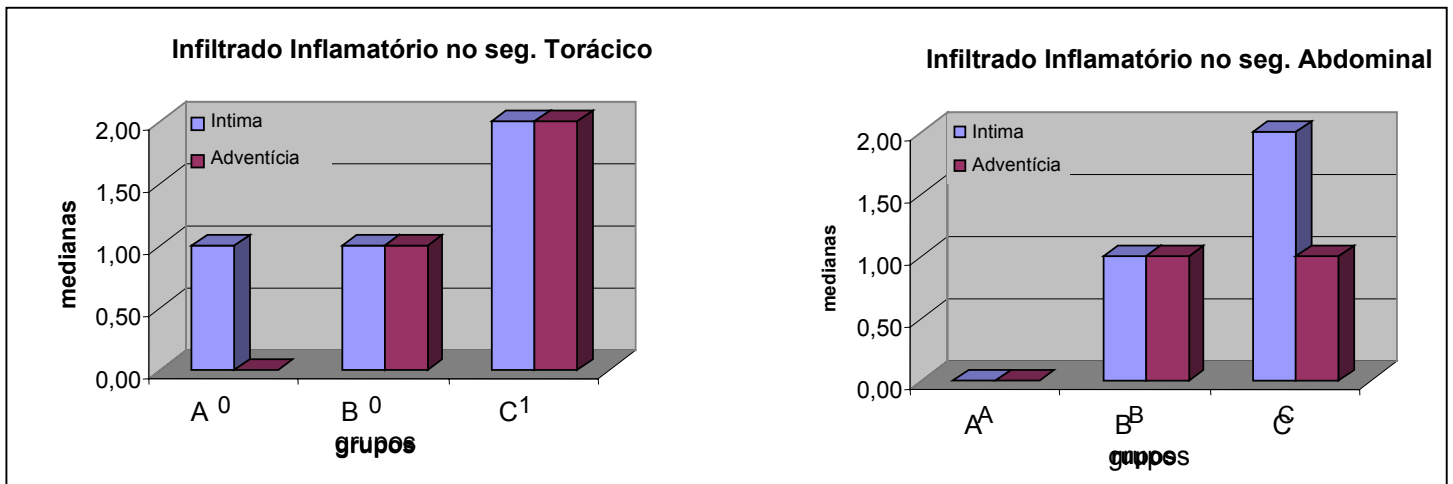 Infiltrado Inflamatório no seg. Torácico
Intima
Adventícia
2,00
1,50
1,00
0,50
0,00
medianas
A 0 B 0 C1
grupos
Infiltrado Inflamatório no seg. Abdominal
Intima
Adventícia
2,00
1,50
1,00
0,50
0,00
medianas
A B C
A B C
grupos